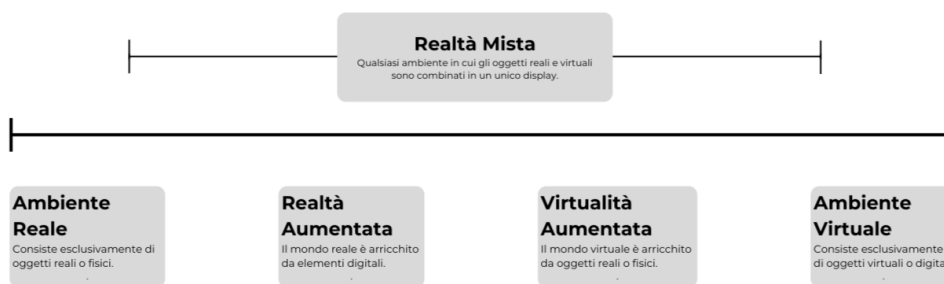 Realtà Mista
Qualsiasi ambiente in cui gli oggetti reali e virtuali
sono combinati in un unico display.
Ambiente
Reale
Consiste esclusivamente di
oggetti reali o fisici.
Realtà
Aumentata
Il mondo reale è arricchito
da elementi digitali.
Virtualità
Aumentata
Il mondo virtuale è arricchito
da oggetti reali o fisici.
Ambiente
Virtuale
Consiste esclusivamente
di oggetti virtuali o